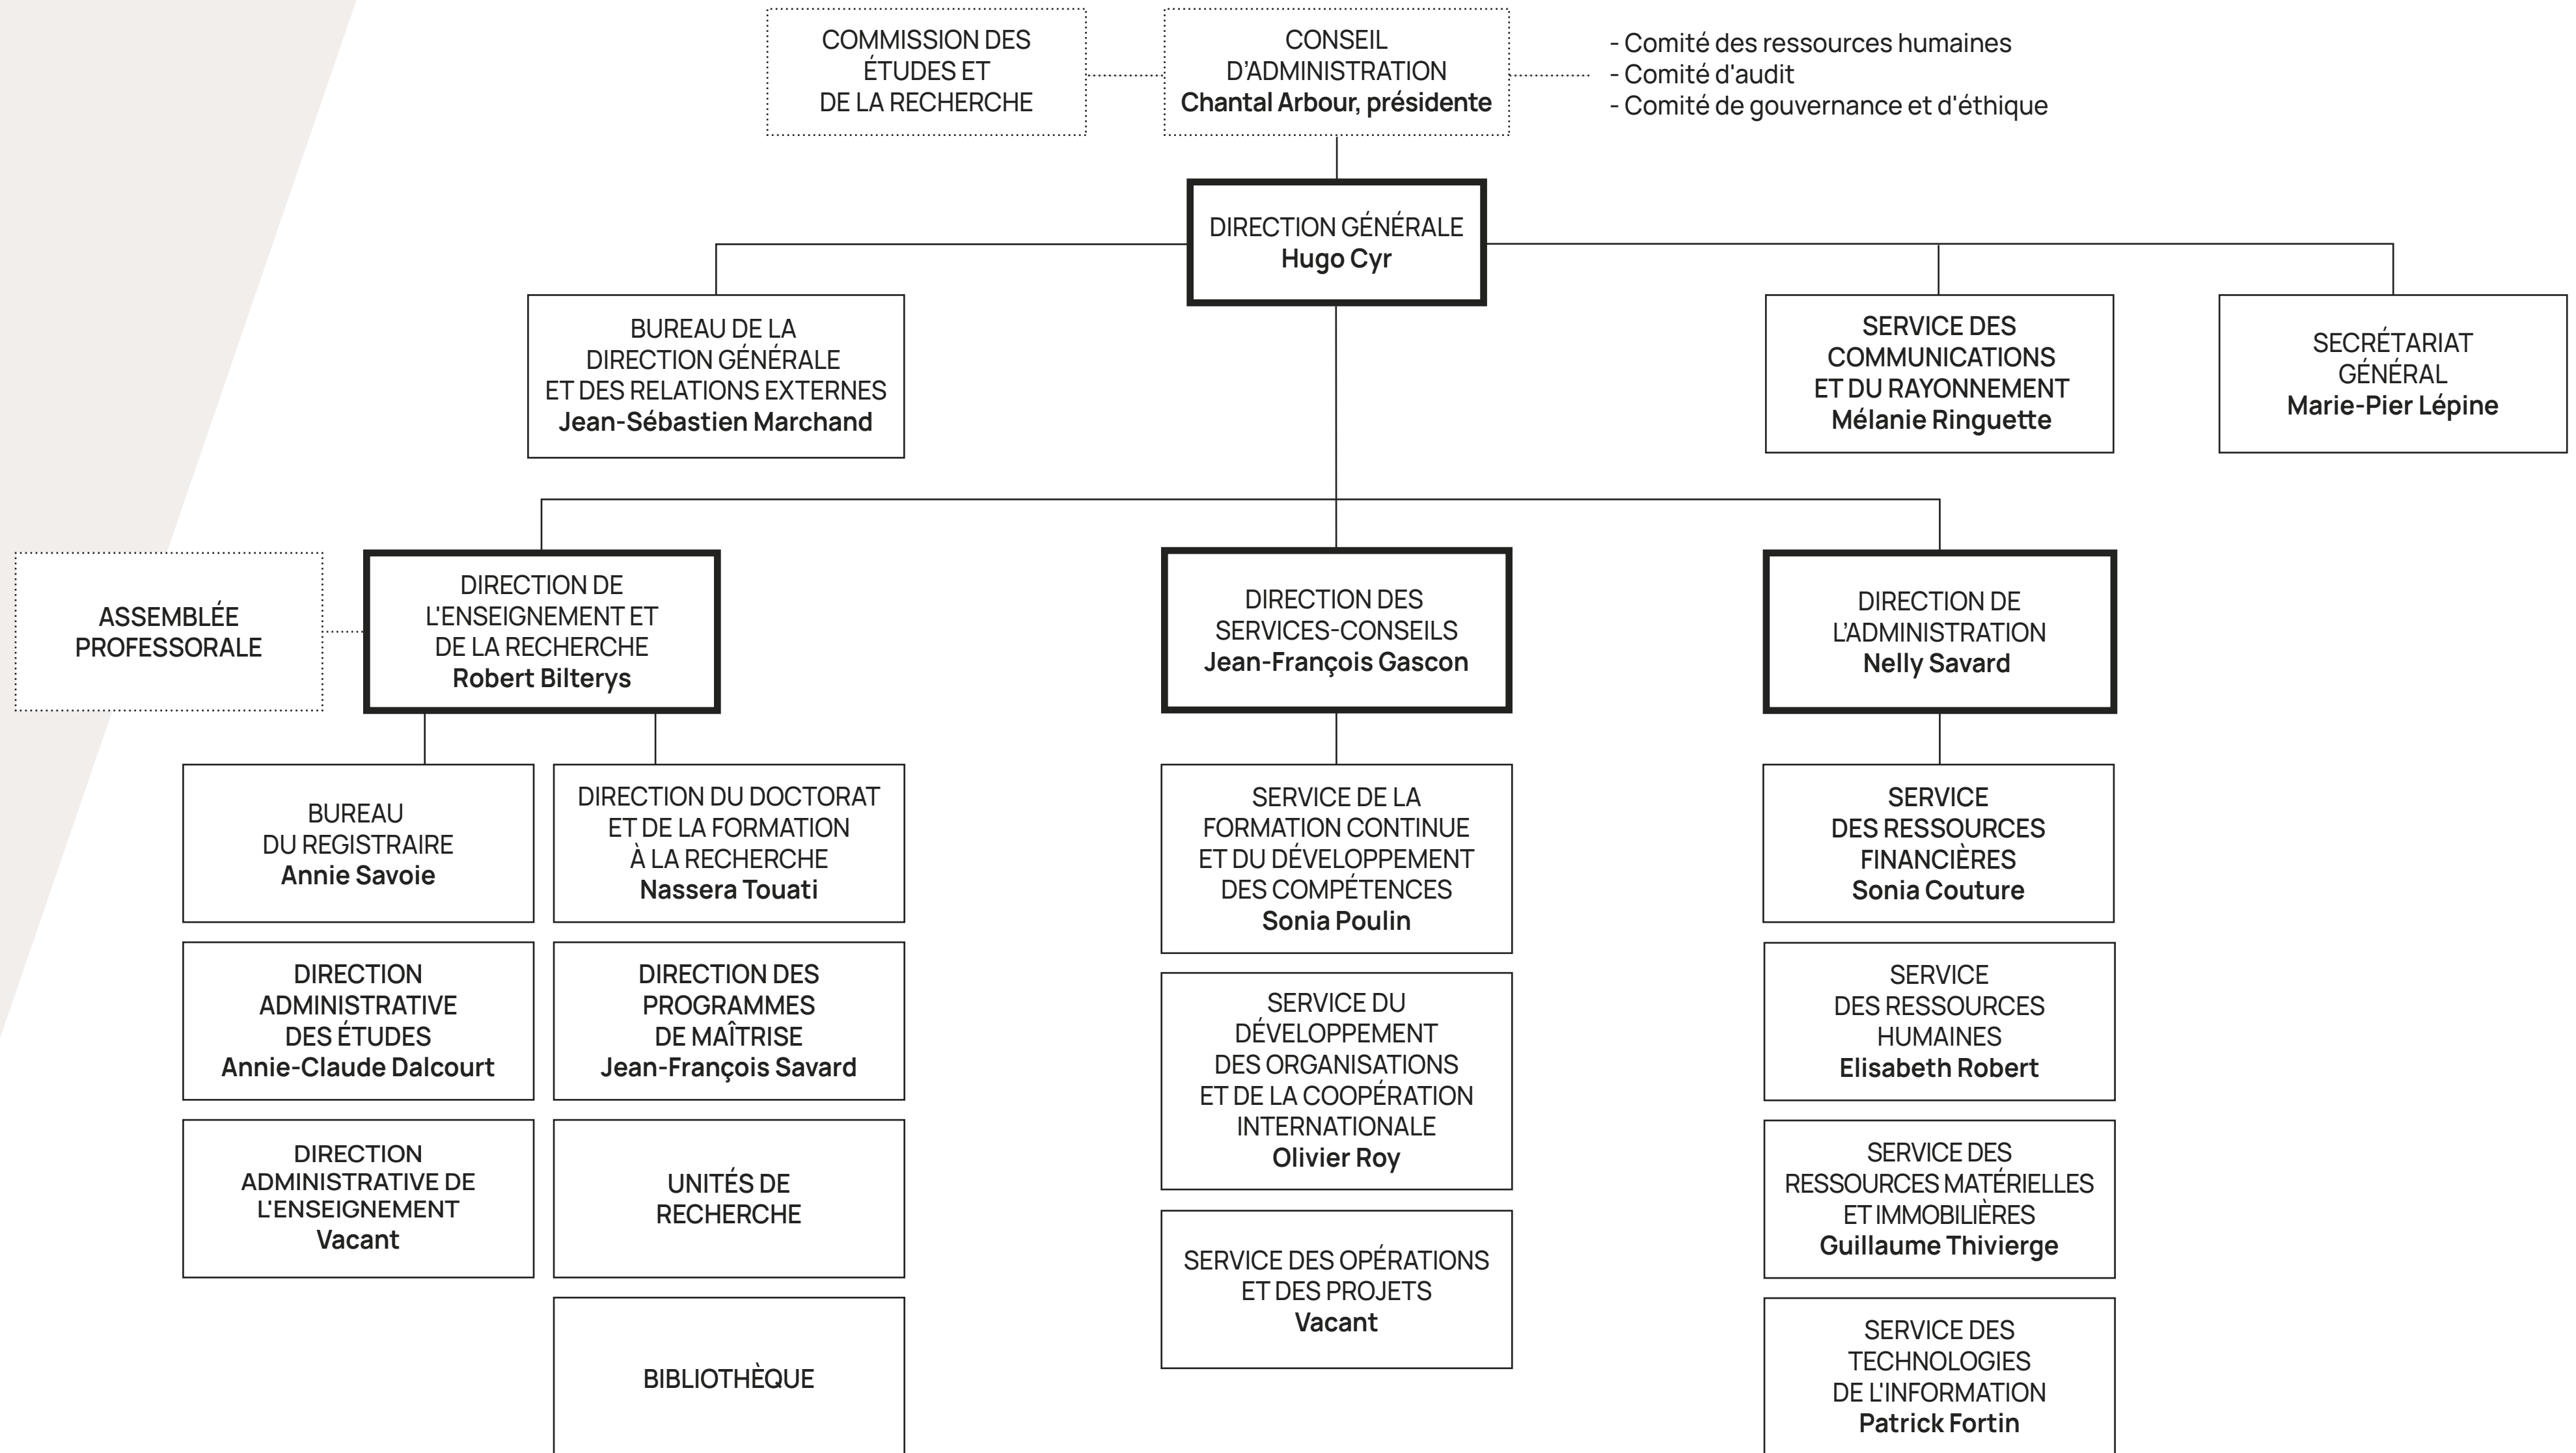 COMMISSION DES
ÉTUDES ET
DE LA RECHERCHE
CONSEIL
D’ADMINISTRATION
Chantal Arbour, présidente
- Comité des ressources humaines
- Comité d'audit
- Comité de gouvernance et d'éthique
DIRECTION GÉNÉRALE
Hugo Cyr
BUREAU DE LA
DIRECTION GÉNÉRALE
ET DES RELATIONS EXTERNES
Jean-Sébastien Marchand
SERVICE DES
COMMUNICATIONS
ET DU RAYONNEMENT
Mélanie Ringuette
SECRÉTARIAT
GÉNÉRAL
Marie-Pier Lépine
ASSEMBLÉE
PROFESSORALE
DIRECTION DE
L'ENSEIGNEMENT ET
DE LA RECHERCHE
Robert Bilterys
DIRECTION DES
SERVICES-CONSEILS
Jean-François Gascon
DIRECTION DE
L’ADMINISTRATION
Nelly Savard
BUREAU
DU REGISTRAIRE
Annie Savoie
DIRECTION DU DOCTORAT
ET DE LA FORMATION
À LA RECHERCHE
Nassera Touati
SERVICE DE LA
FORMATION CONTINUE
ET DU DÉVELOPPEMENT
DES COMPÉTENCES
Sonia Poulin
SERVICE
DES RESSOURCES
FINANCIÈRES
Sonia Couture
DIRECTION
ADMINISTRATIVE
DES ÉTUDES
Annie-Claude Dalcourt
DIRECTION DES
PROGRAMMES
DE MAÎTRISE
Jean-François Savard
SERVICE DU
DÉVELOPPEMENT
DES ORGANISATIONS
ET DE LA COOPÉRATION
INTERNATIONALE
Olivier Roy
SERVICE
DES RESSOURCES
HUMAINES
Elisabeth Robert
DIRECTION
ADMINISTRATIVE DE
L'ENSEIGNEMENT
Vacant
UNITÉS DE
RECHERCHE
SERVICE DES OPÉRATIONS
ET DES PROJETS
Vacant
SERVICE DES
RESSOURCES MATÉRIELLES
ET IMMOBILIÈRES
Guillaume Thivierge
BIBLIOTHÈQUE
SERVICE DES
TECHNOLOGIES
DE L'INFORMATION
Patrick Fortin